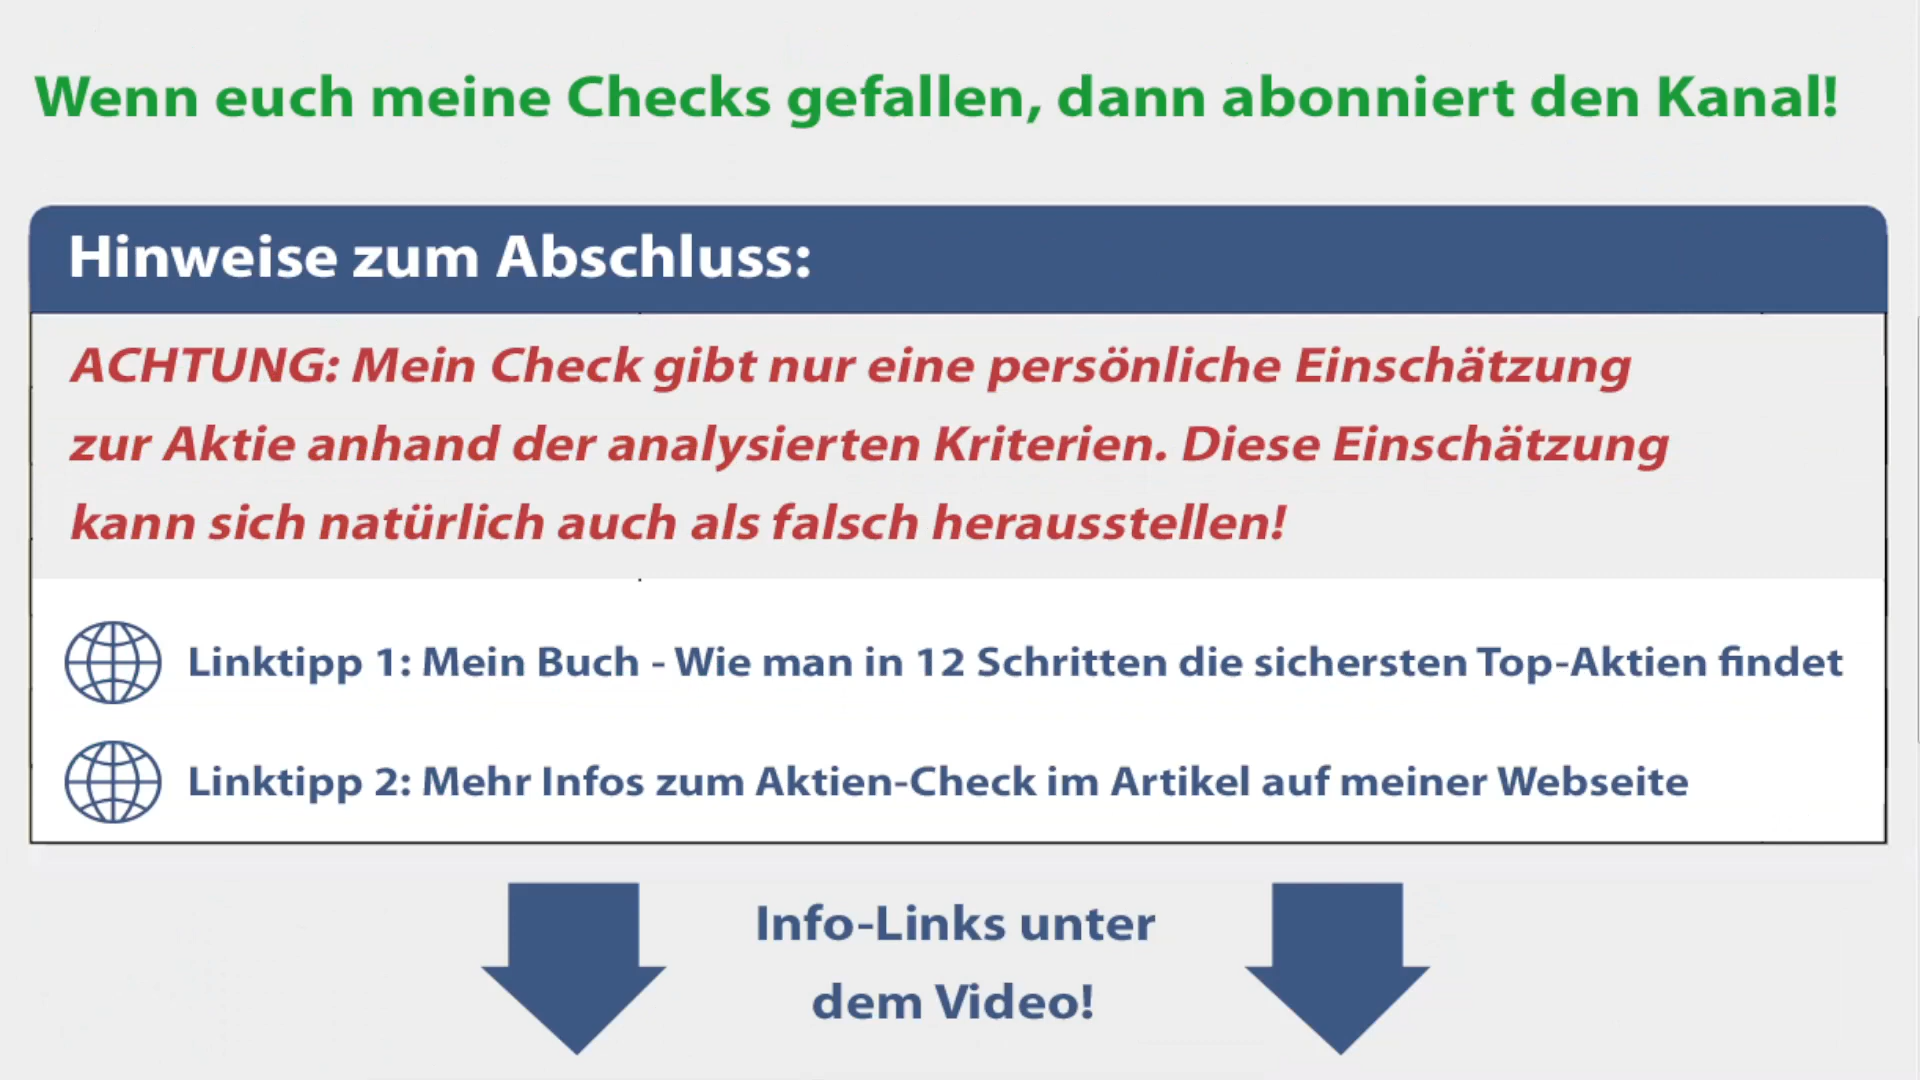 Wenn euch meine Checks gefallen, dann abonniert den Kanal!
Hinweise zum Abschluss:
ACHTUNG: Mein Check gibt nur eine persönliche Einschätzung
zur Aktie anhand der analysierten Kriterien. Diese Einschätzung
kann sich natürlich auch als falsch herausstellen!
Linktipp 1: Mein Buch - Wie man in 12 Schritten die sichersten Top-Aktien findet
Linktipp 2: Mehr Infos zum Aktien-Check im Artikel auf meiner Webseite
Info-Links unter
dem Video!